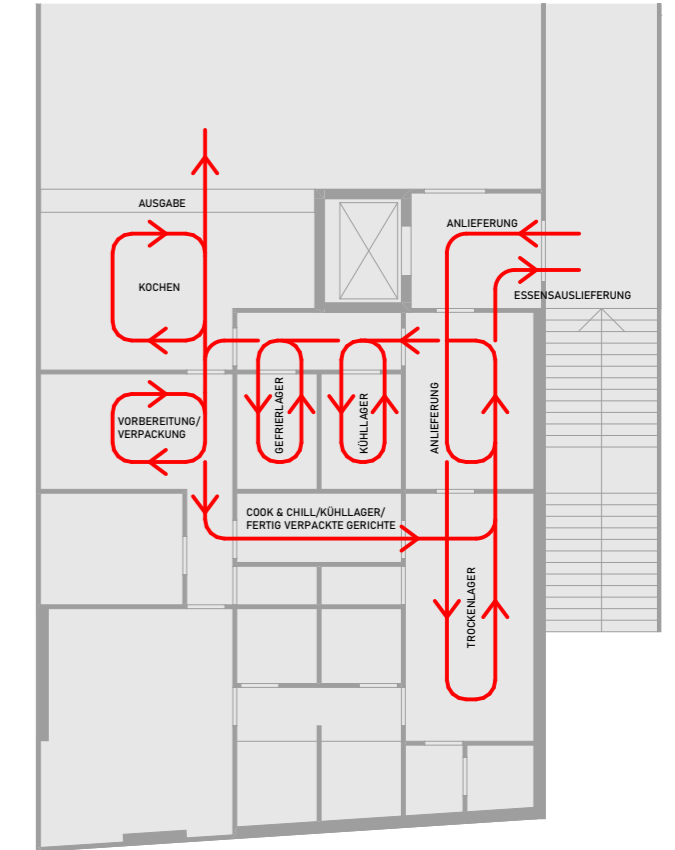 AUSGABE
ANLIEFERUNG
KOCHEN
ESSENSAUSLIEFERUNG
VORBEREITUNG/
VERPACKUNG
GEFRIERLAGER
KÜHLLAGER
ANLIEFERUNG
COOK & CHILL/KÜHLLAGER/
FERTIG VERPACKTE GERICHTE
TROCKENLAGER